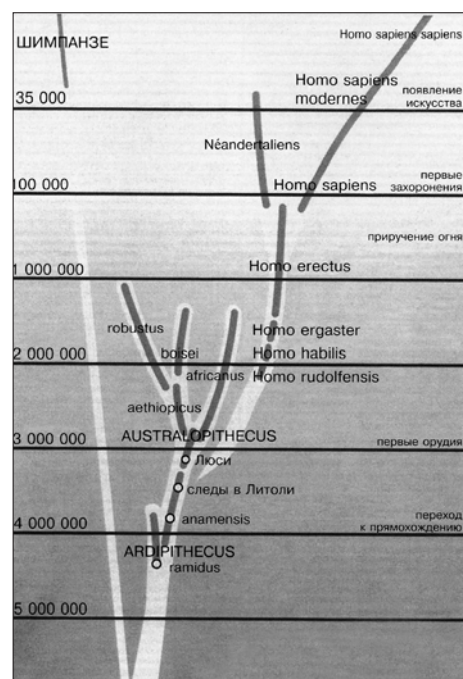 Homo sapiens sapiens
ШИМПАНЗЕ
Homo sapiens
modernes
появление
искусства
35 000
Néandertaliens
первые
захоронения
Homo sapiens
100 000
приручение огня
Homo erectus
1 000 000
robustus
Homo ergaster
boisei
Homo habilis
2 000 000
africanus
Homo rudolfensis
aethiopicus
AUSTRALOPITHECUS
первые орудия
3 000 000
Люси
следы в Литоли
anamensis
переход
к прямохождению
4 000 000
ARDIPITHECUS
ramidus
5 000 000